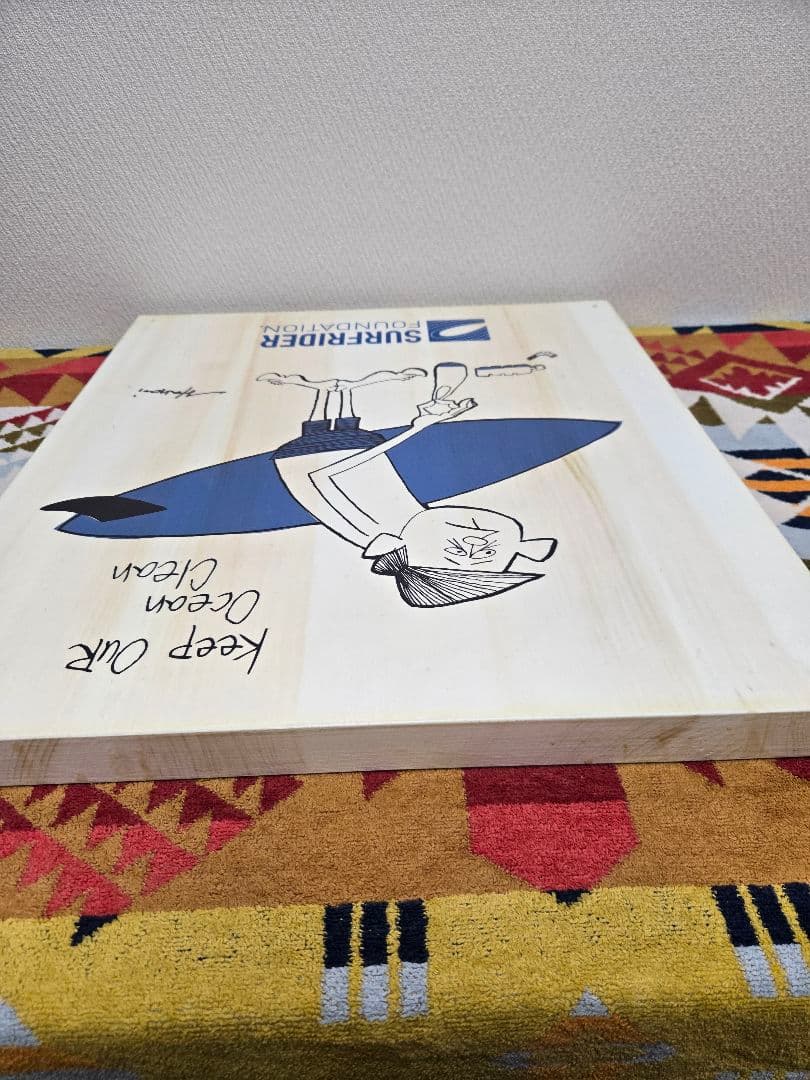 Keep OuR
Ocean
Clean
SURFRIDER
FOUNDATION